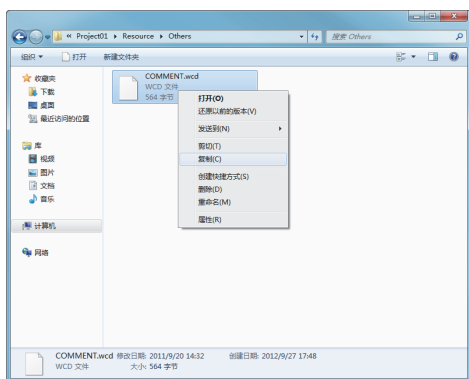 « Project01 ▸ Resource ▸ Others
搜索 Others
组织 ▼ 打开 新建文件夹
收藏夹
下载
桌面
最近访问的位置
库
视频
图片
文档
音乐
计算机
网络
COMMENT.wcd
WCD 文件
564 字节
打开(O)
还原以前的版本(V)
发送到(N)
剪切(T)
复制(C)
创建快捷方式(S)
删除(D)
重命名(M)
属性(R)
COMMENT.wcd 修改日期: 2011/9/20 14:32 创建日期: 2012/9/27 17:48
WCD 文件 大小: 564 字节